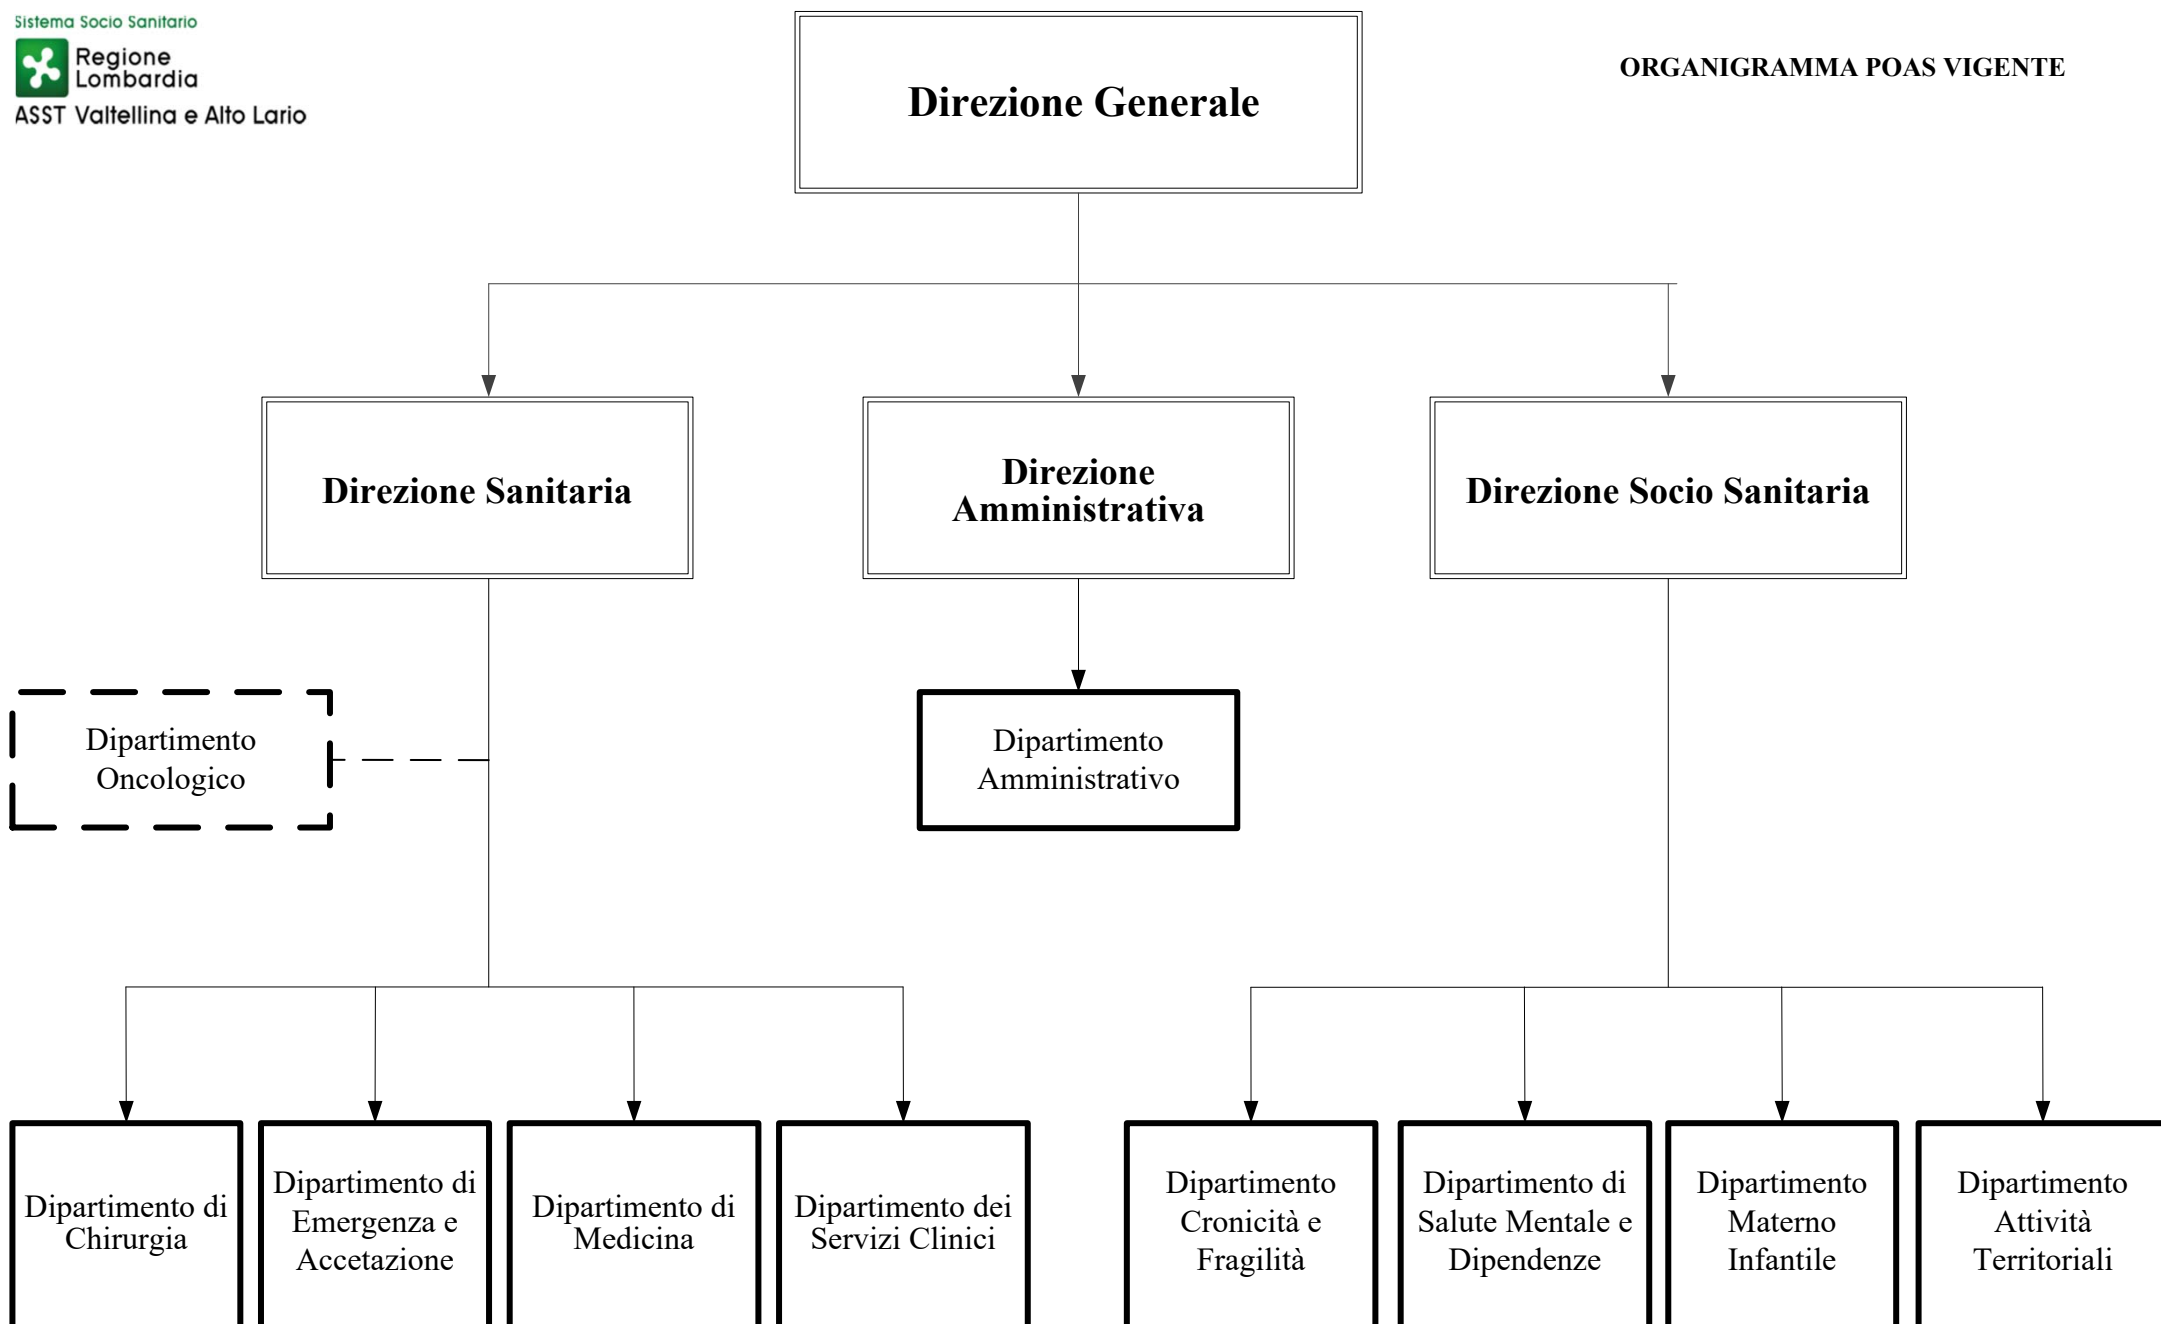 Sistema Socio Sanitario
Regione
Lombardia
ASST Valtellina e Alto Lario
ORGANIGRAMMA POAS VIGENTE
Direzione Generale
Direzione Sanitaria
Direzione
Amministrativa
Direzione Socio Sanitaria
Dipartimento
Oncologico
Dipartimento
Amministrativo
Dipartimento di
Chirurgia
Dipartimento di
Emergenza e
Accetazione
Dipartimento di
Medicina
Dipartimento dei
Servizi Clinici
Dipartimento
Cronicità e
Fragilità
Dipartimento di
Salute Mentale e
Dipendenze
Dipartimento
Materno
Infantile
Dipartimento
Attività
Territoriali